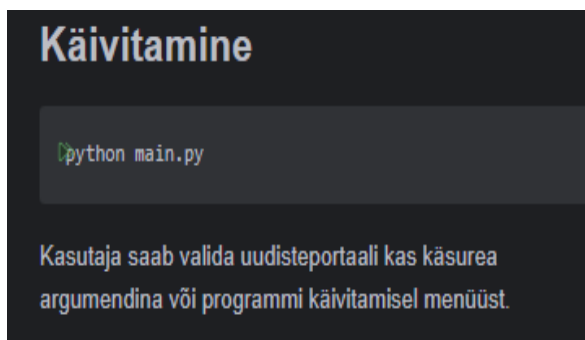 Käivitamine
python main.py
Kasutaja saab valida uudisteportaali kas käsurea
argumendina või programmi käivitamisel menüüst.